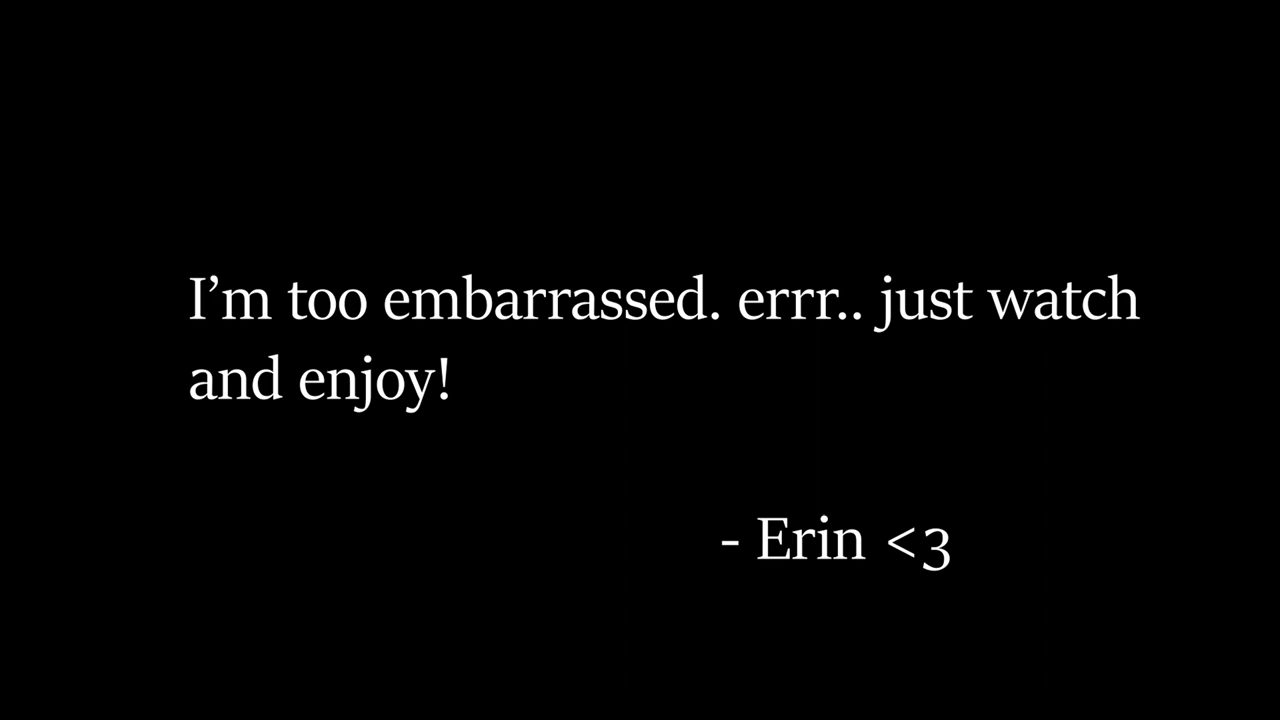 I’m too embarrassed. errr.. just watch
and enjoy!
- Erin <3